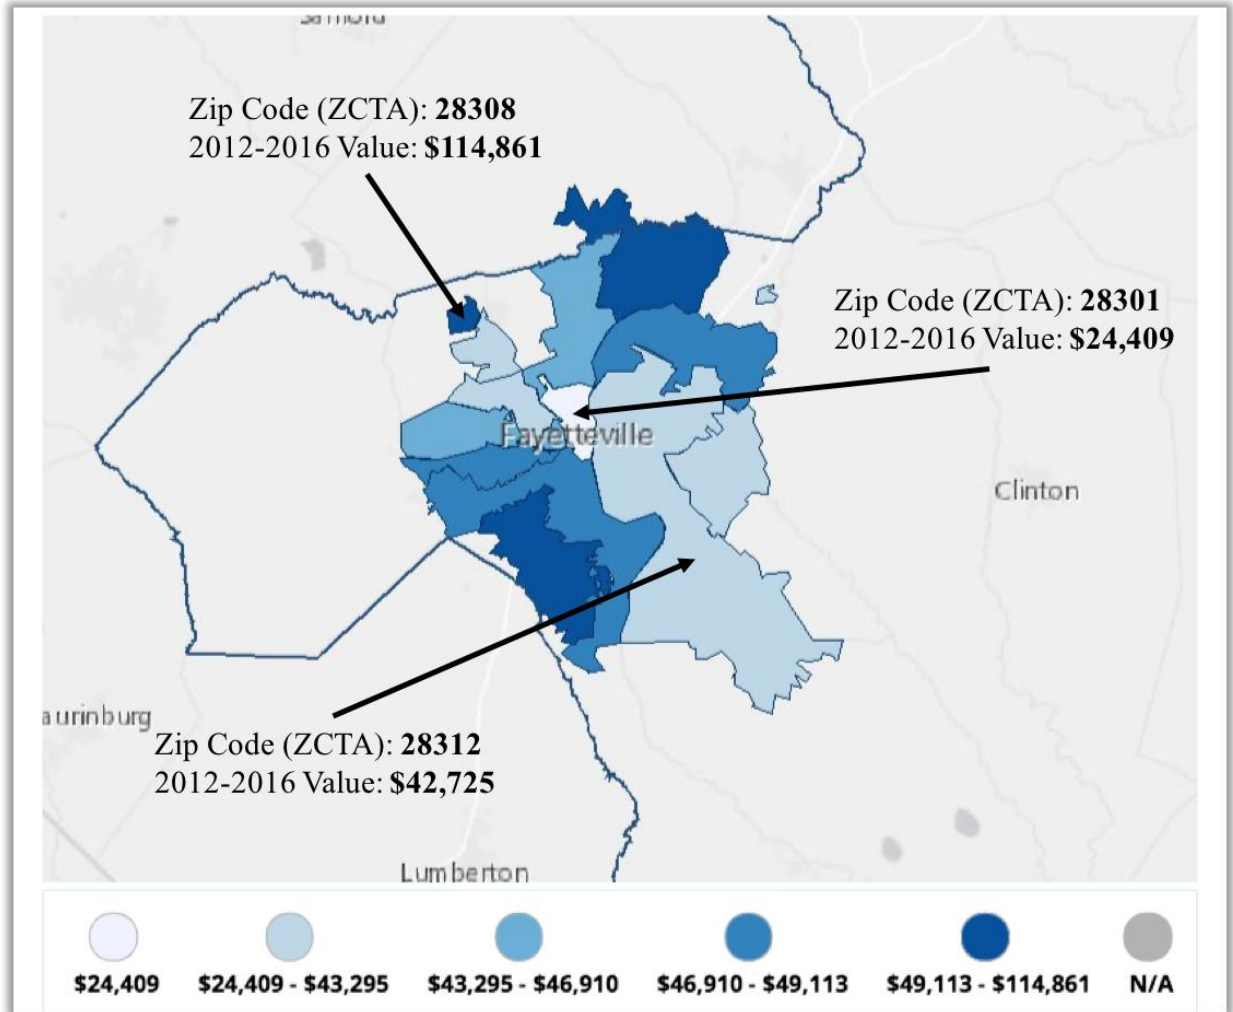 Zip Code (ZCTA): 28308
2012-2016 Value: $114,861
Zip Code (ZCTA): 28301
2012-2016 Value: $24,409
Fayetteville
Clinton
aurinburg
Zip Code (ZCTA): 28312
2012-2016 Value: $42,725
Lumberton
$24,409
$24,409 - $43,295
$43,295 - $46,910
$46,910 - $49,113
$49,113 - $114,861
N/A